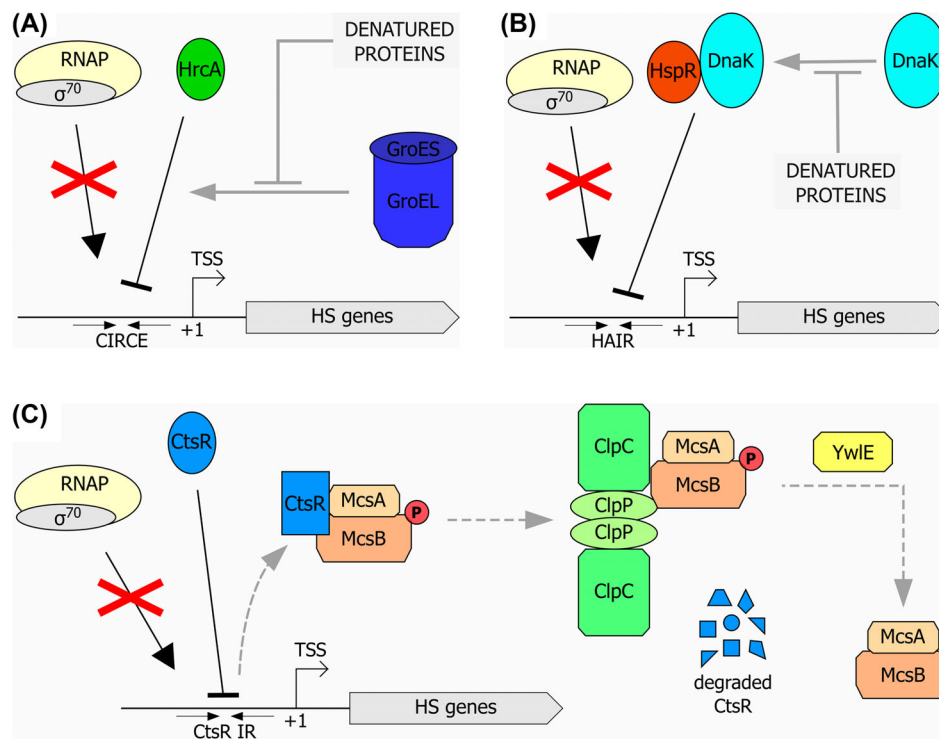 (A)
RNAP
σ70
HrcA
DENATURED
PROTEINS
GroES
GroEL
TSS
+1
CIRCE
HS genes
(B)
RNAP
σ70
HspR
DnaK
DnaK
DENATURED
PROTEINS
TSS
+1
HAIR
HS genes
(C)
RNAP
σ70
CtsR
CtsR
McsA
McsB
P
ClpC
ClpP
ClpP
ClpC
McsA
McsB
P
YwlE
McsA
McsB
degraded
CtsR
TSS
+1
CtsR IR
HS genes